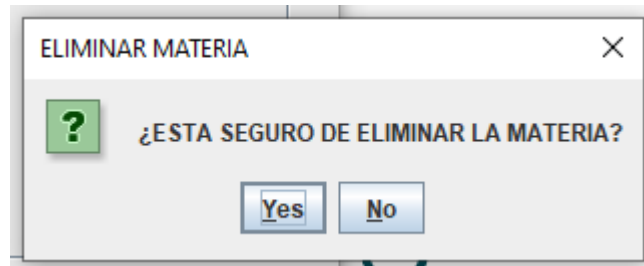 ELIMINAR MATERIA
¿ESTA SEGURO DE ELIMINAR LA MATERIA?
Yes No